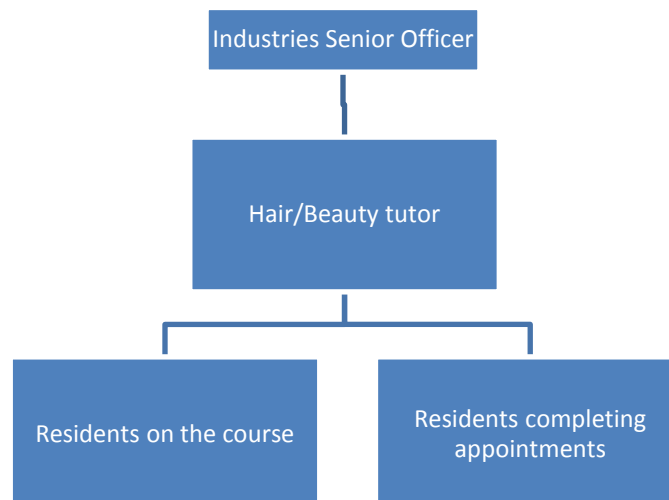 Industries Senior Officer
Hair/Beauty tutor
Residents on the course
Residents completing
appointments